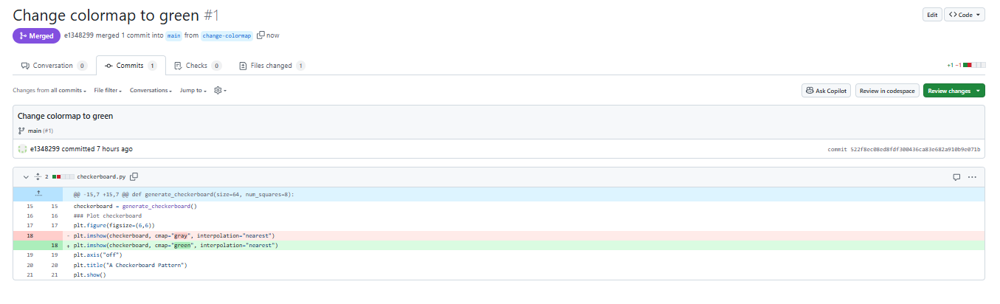 Change colormap to green #1
Edit
<> Code
Merged e1348299 merged 1 commit into main from change-colormap now
Conversation 0 Commits 1 Checks 0 Files changed 1
+1 −1
Changes from all commits File filter Conversations Jump to
Ask Copilot Review in codespace Review changes
Change colormap to green
main (#1)
e1348299 committed 7 hours ago
commit 522f8ec08ed8fdf300436ca83e682a910b9e071b
2 checkerboard.py
@@ -15,7 +15,7 @@ def generate_checkerboard(size=64, num_squares=8):
15 15 checkerboard = generate_checkerboard()
16 16 ### Plot checkerboard
17 17 plt.figure(figsize=(6,6))
18 - plt.imshow(checkerboard, cmap="gray", interpolation="nearest")
18 + plt.imshow(checkerboard, cmap="green", interpolation="nearest")
19 19 plt.axis("off")
20 20 plt.title("A Checkerboard Pattern")
21 21 plt.show()